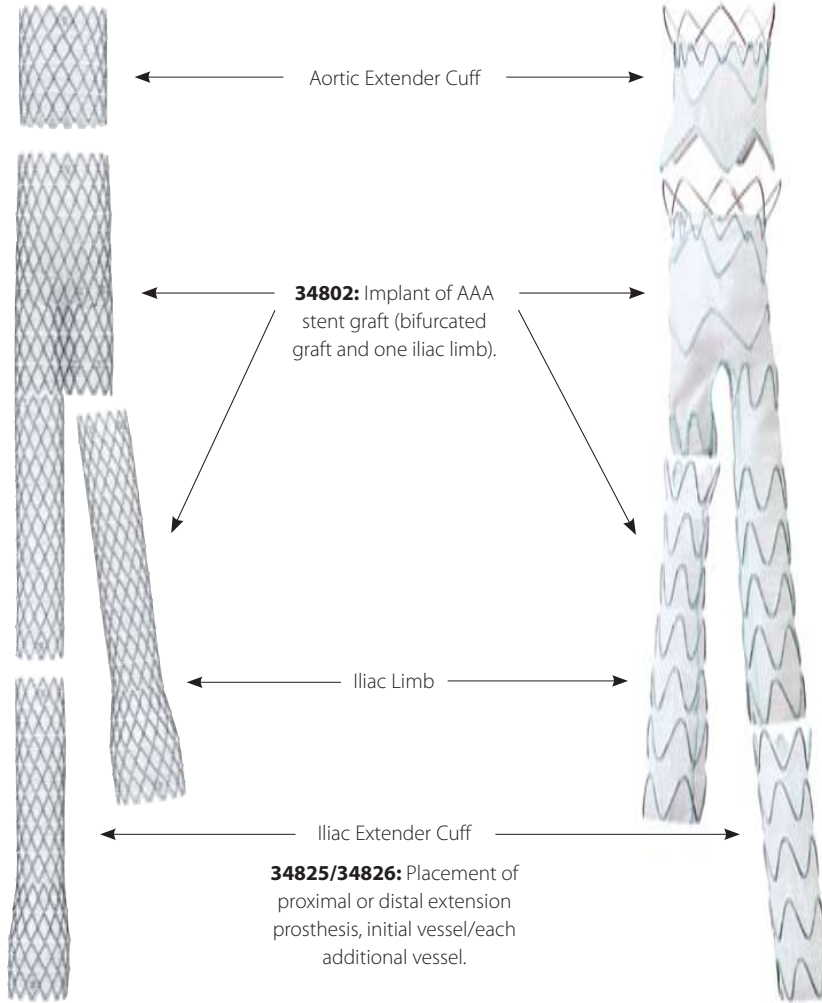 Aortic Extender Cuff
34802: Implant of AAA
stent graft (bifurcated
graft and one iliac limb).
Iliac Limb
Iliac Extender Cuff
34825/34826: Placement of
proximal or distal extension
prosthesis, initial vessel/each
additional vessel.